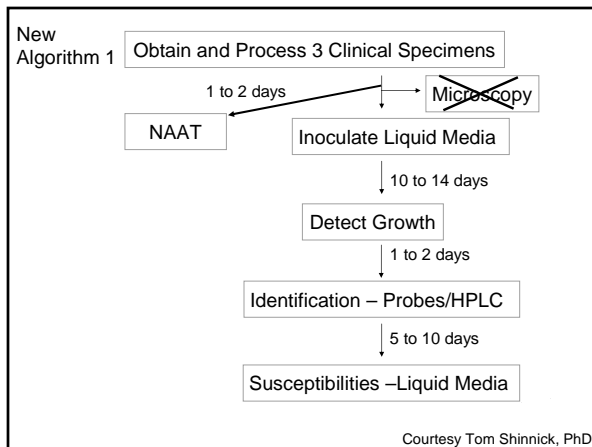 New
Algorithm 1
Obtain and Process 3 Clinical Specimens
1 to 2 days
Microscopy
NAAT
Inoculate Liquid Media
10 to 14 days
Detect Growth
1 to 2 days
Identification – Probes/HPLC
5 to 10 days
Susceptibilities –Liquid Media
Courtesy Tom Shinnick, PhD